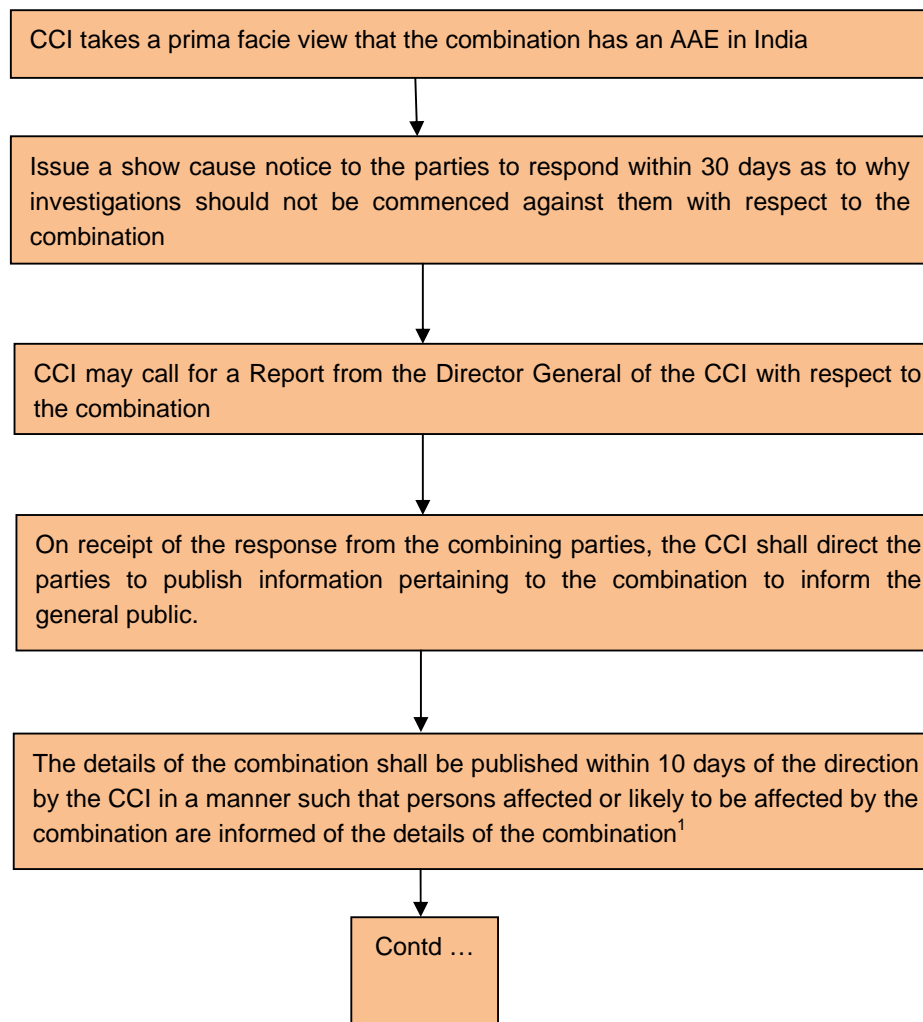 CCI takes a prima facie view that the combination has an AAE in India
Issue a show cause notice to the parties to respond within 30 days as to why
investigations should not be commenced against them with respect to the
combination
CCI may call for a Report from the Director General of the CCI with respect to
the combination
On receipt of the response from the combining parties, the CCI shall direct the
parties to publish information pertaining to the combination to inform the
general public.
The details of the combination shall be published within 10 days of the direction
by the CCI in a manner such that persons affected or likely to be affected by the
combination are informed of the details of the combination¹
Contd …